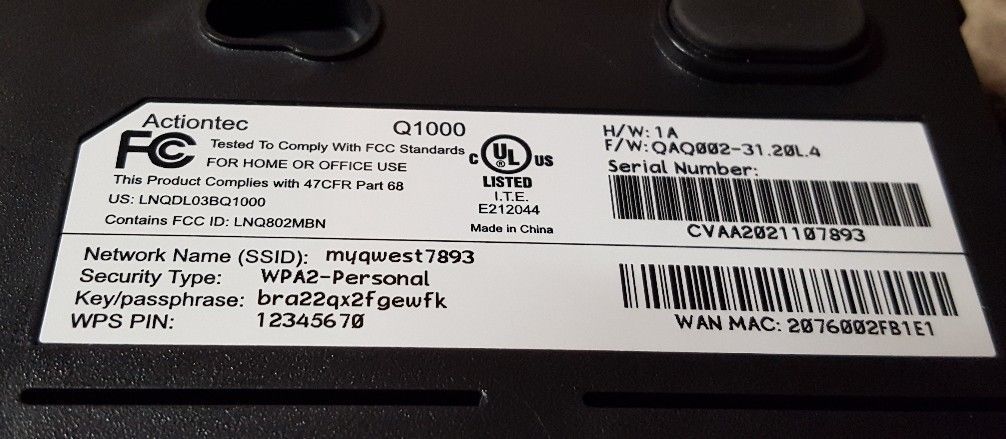 Actiontec Q1000
FC Tested To Comply With FCC Standards
FOR HOME OR OFFICE USE
This Product Complies with 47CFR Part 68
US: LNQDL03BQ1000
Contains FCC ID: LNQ802MBN
c UL ® US
LISTED
I.T.E.
E212044
Made in China
H/W: 1A
F/W: QAQ002-31.20L.4
Serial Number:
CVAA2021107893
Network Name (SSID): myqwest7893
Security Type: WPA2-Personal
Key/passphrase: bra22qx2fgewfk
WPS PIN: 12345670
WAN MAC: 2076002FB1E1